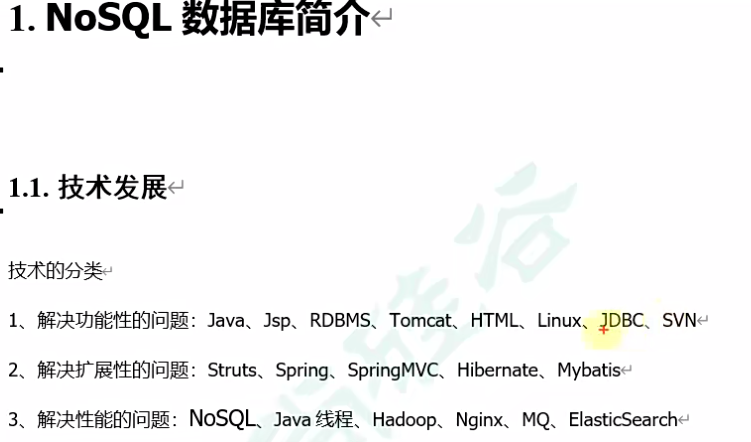 1. NoSQL 数据库简介
1.1. 技术发展
技术的分类
1、解决功能性的问题：Java、Jsp、RDBMS、Tomcat、HTML、Linux、JDBC、SVN
2、解决扩展性的问题：Struts、Spring、SpringMVC、Hibernate、Mybatis
3、解决性能的问题：NoSQL、Java 线程、Hadoop、Nginx、MQ、ElasticSearch
尚硅谷